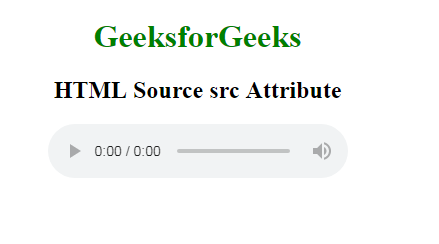 GeeksforGeeks
HTML Source src Attribute
0:00 / 0:00